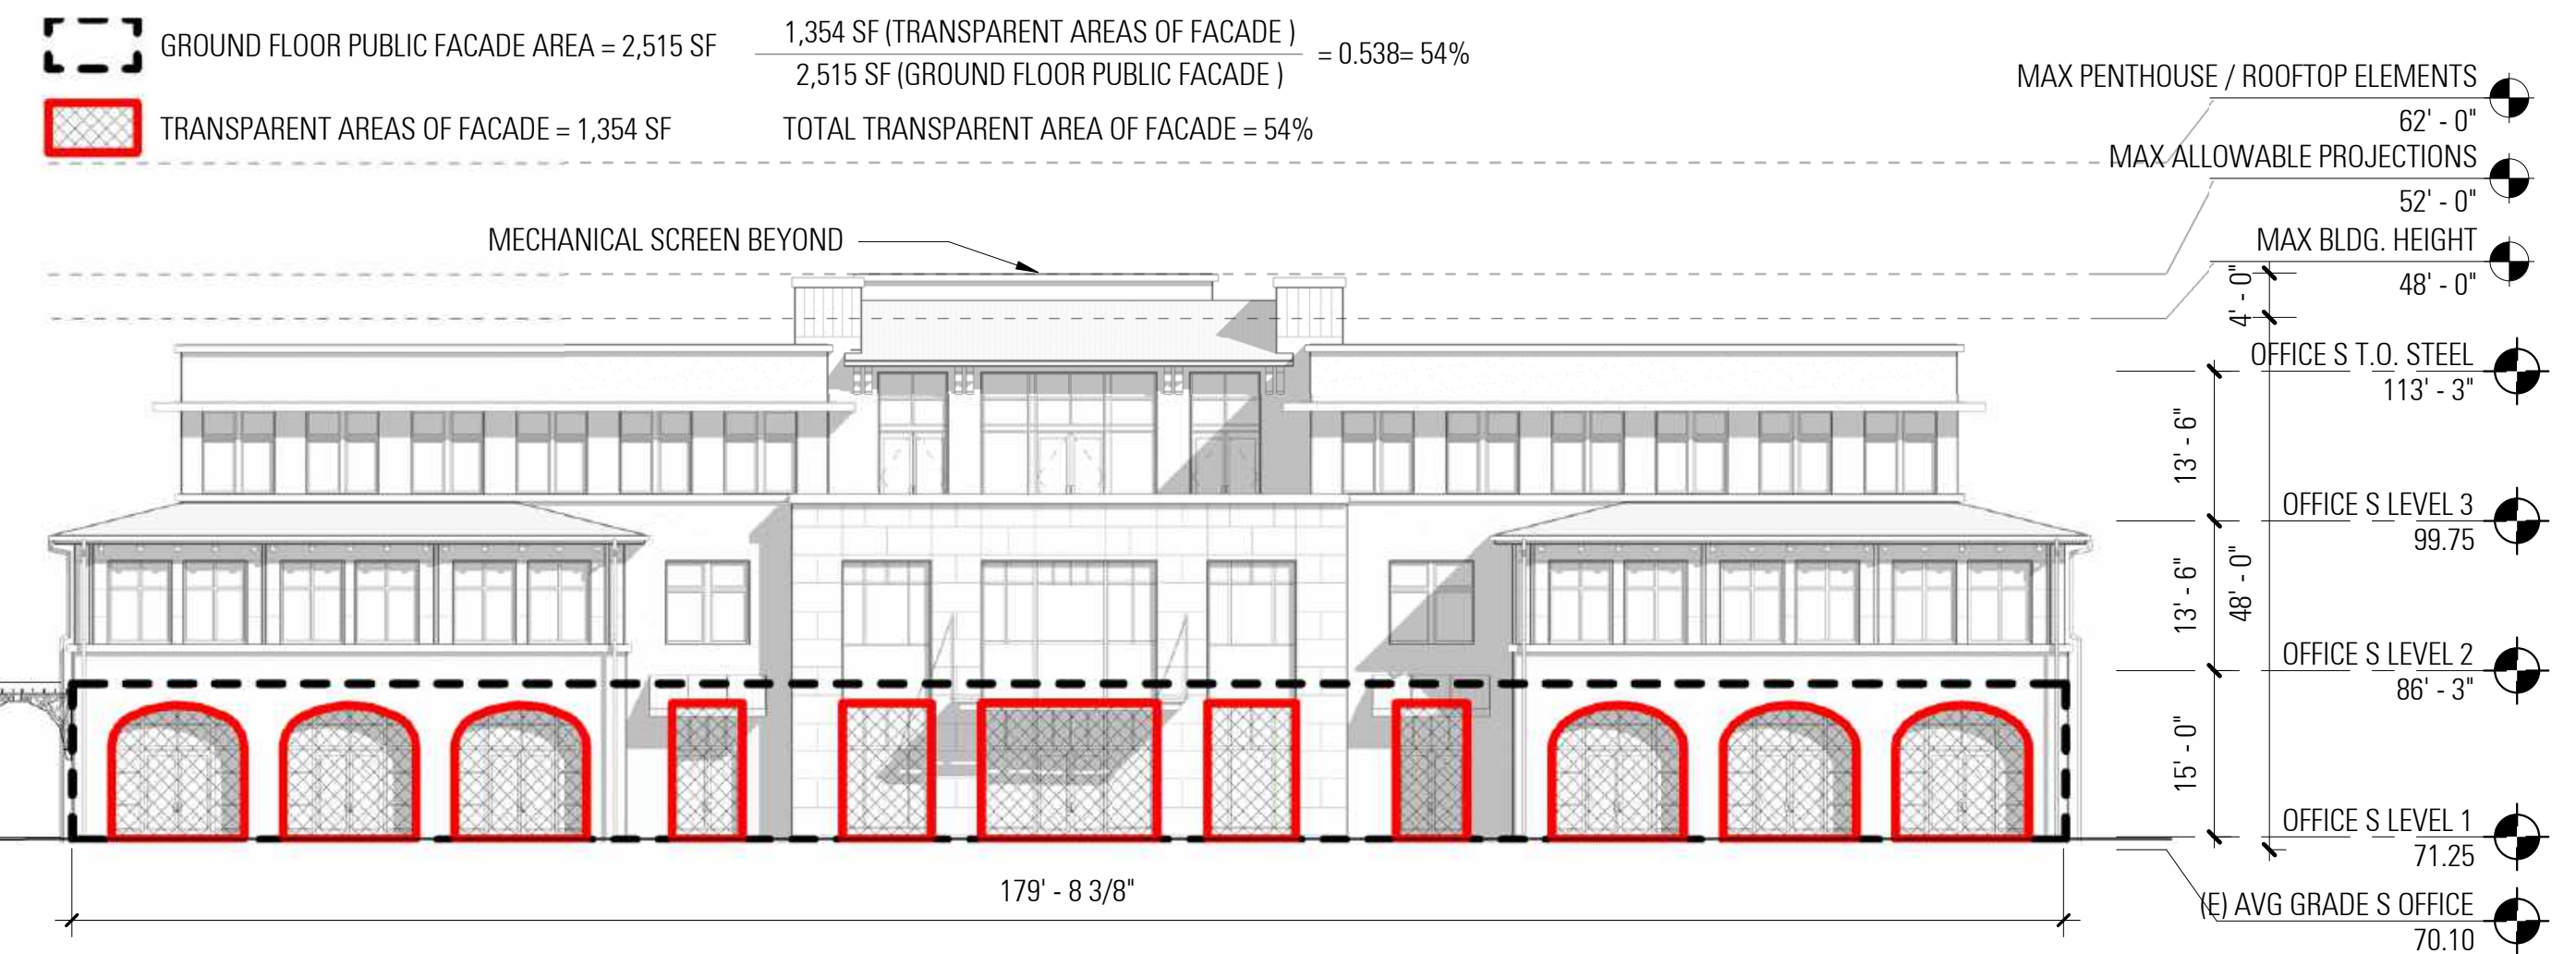 GROUND FLOOR PUBLIC FACADE AREA = 2,515 SF
1,354 SF (TRANSPARENT AREAS OF FACADE )
2,515 SF (GROUND FLOOR PUBLIC FACADE )
= 0.538= 54%
TRANSPARENT AREAS OF FACADE = 1,354 SF
TOTAL TRANSPARENT AREA OF FACADE = 54%
MAX PENTHOUSE / ROOFTOP ELEMENTS
62' - 0"
MAX ALLOWABLE PROJECTIONS
52' - 0"
MECHANICAL SCREEN BEYOND
MAX BLDG. HEIGHT
48' - 0"
4' - 0"
OFFICE S T.O. STEEL
113' - 3"
13' - 6"
OFFICE S LEVEL 3
99.75
13' - 6"
48' - 0"
OFFICE S LEVEL 2
86' - 3"
15' - 0"
OFFICE S LEVEL 1
71.25
179' - 8 3/8"
(E) AVG GRADE S OFFICE
70.10